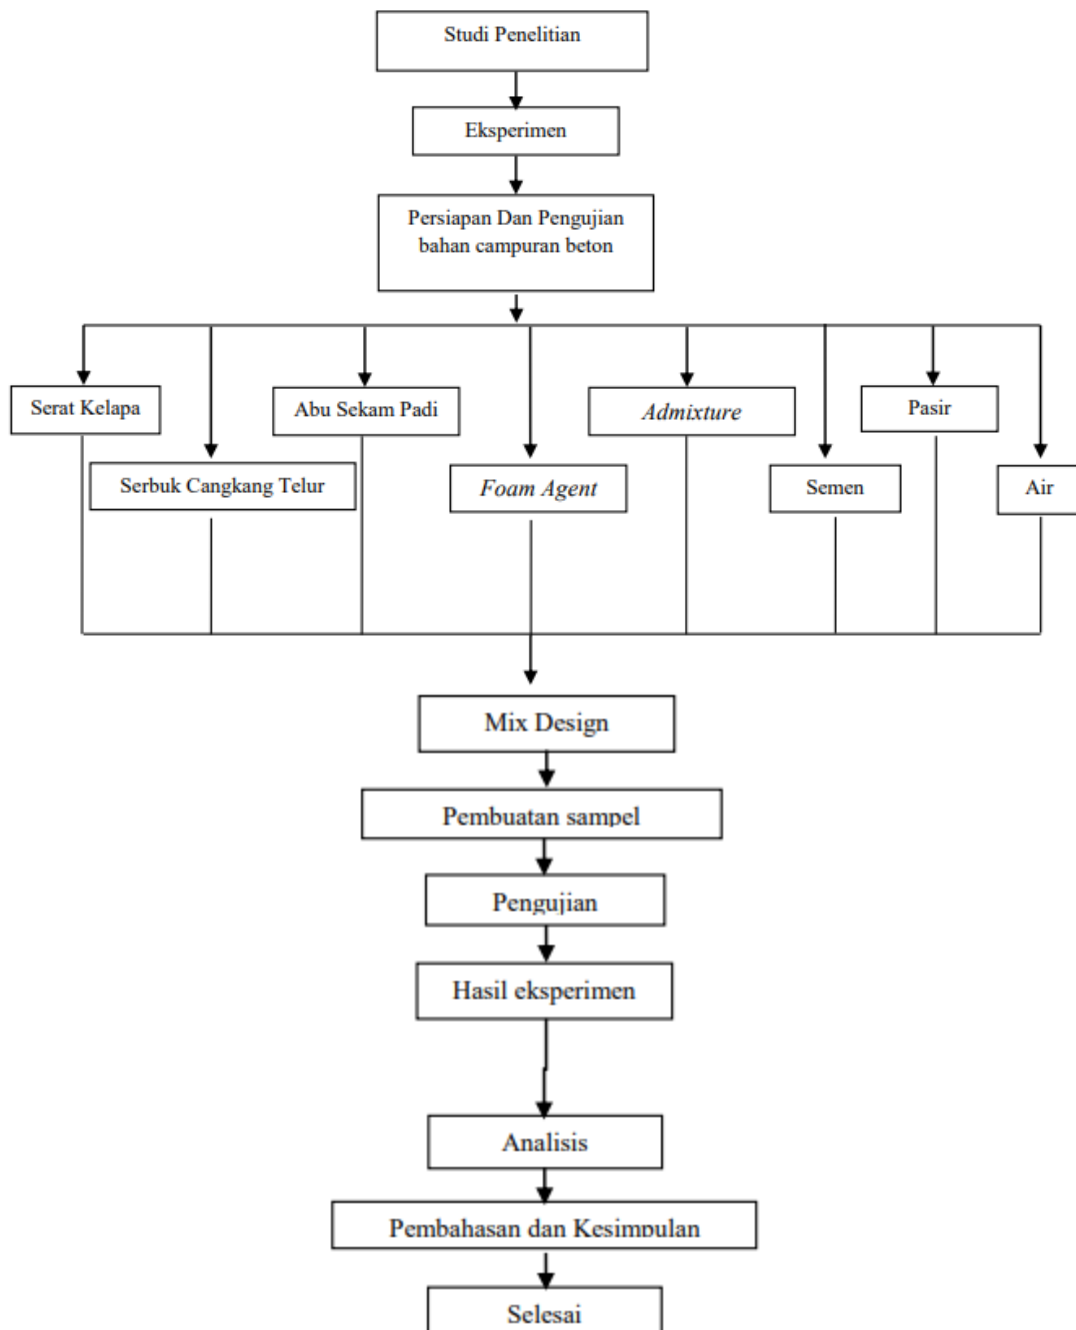 Studi Penelitian
Eksperimen
Persiapan Dan Pengujian
bahan campuran beton
Serat Kelapa
Abu Sekam Padi
Admixture
Pasir
Serbuk Cangkang Telur
Foam Agent
Semen
Air
Mix Design
Pembuatan sampel
Pengujian
Hasil eksperimen
Analisis
Pembahasan dan Kesimpulan
Selesai